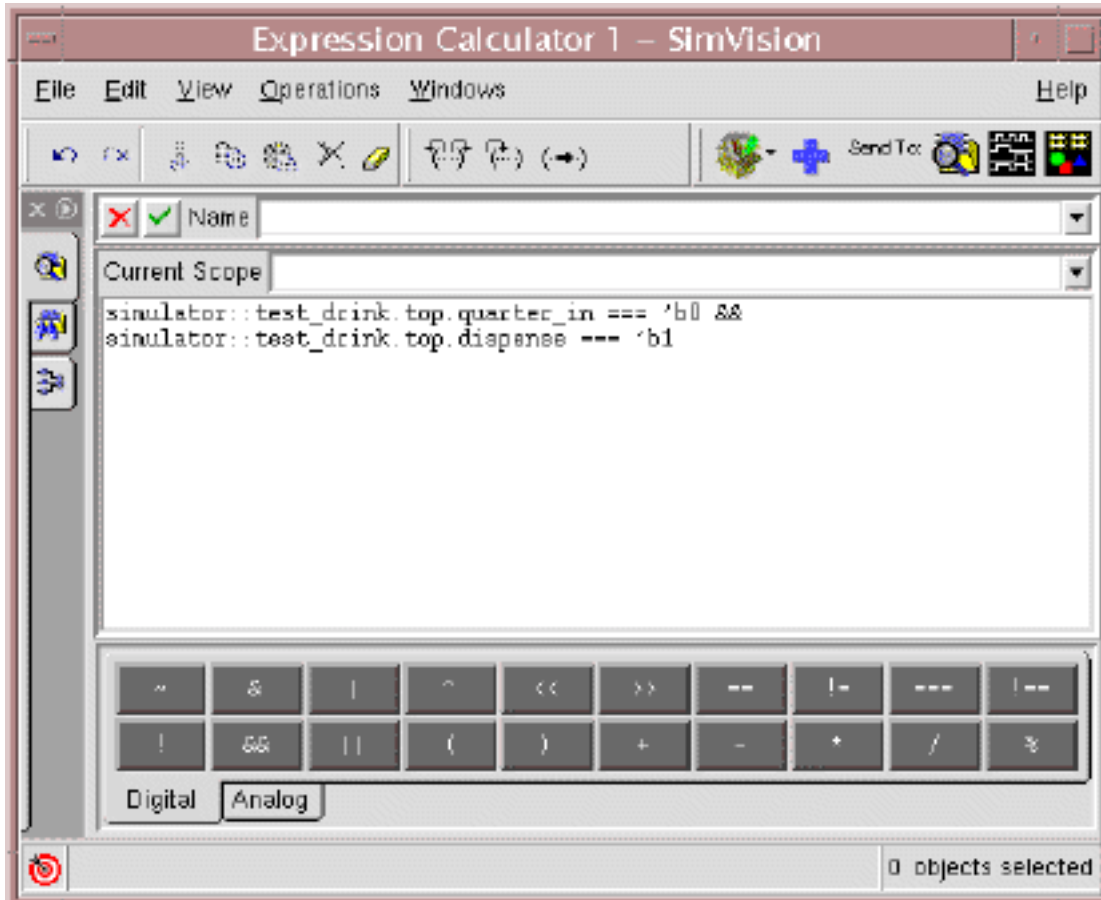 Expression Calculator 1 – SimVision
File Edit View Operations Windows Help
Send To:
Name
Current Scope
simulator::test_drink.top.quarter_in === 'b0 &&
simulator::test_drink.top.dispense === 'b1
~ & | ^ << >> == != === !==
! && || ( ) + - * / %
Digital Analog
0 objects selected